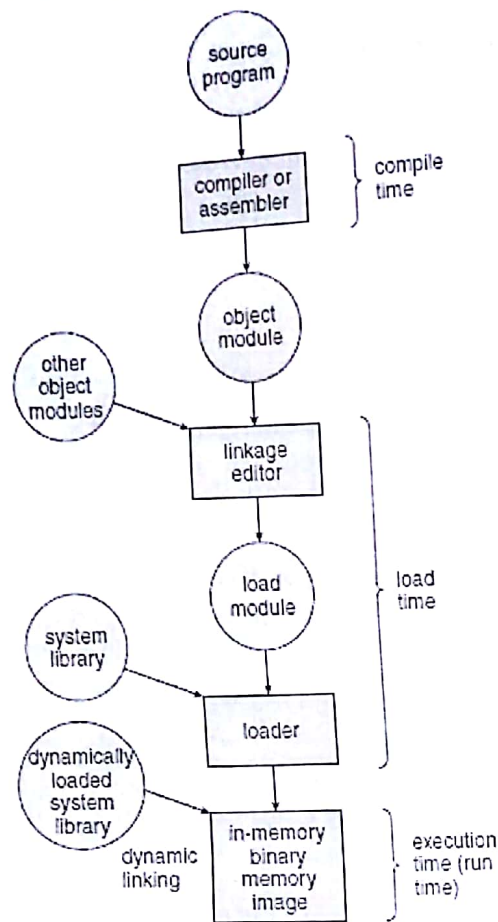 source
program
compiler or
assembler
compile
time
object
module
other
object
modules
linkage
editor
load
module
load
time
system
library
loader
dynamically
loaded
system
library
dynamic
linking
in-memory
binary
memory
image
execution
time (run
time)